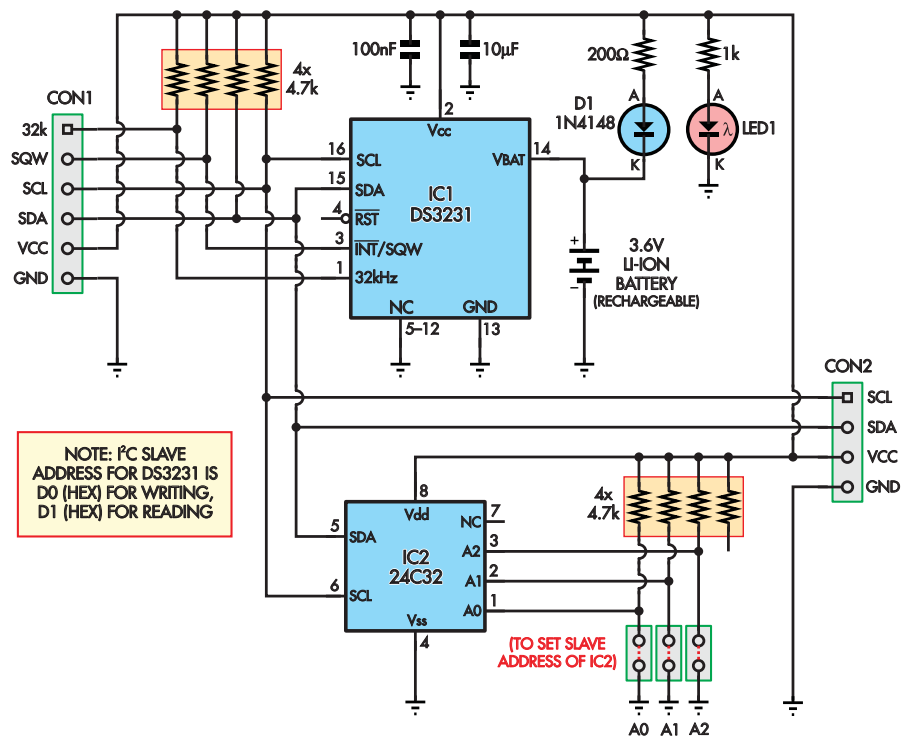 100nF
10µF
200Ω
1k
4x
4.7k
CON1
32k
SQW
SCL
SDA
VCC
GND
A
D1
1N4148
K
A
λ
LED1
K
2
Vcc
16
SCL
15
SDA
4
RST
3
INT/SQW
1
32kHz
IC1
DS3231
VBAT
14
NC
5–12
GND
13
+
–
3.6V
LI-ION
BATTERY
(RECHARGEABLE)
CON2
SCL
SDA
VCC
GND
NOTE: I²C SLAVE
ADDRESS FOR DS3231 IS
D0 (HEX) FOR WRITING,
D1 (HEX) FOR READING
8
Vdd
5
SDA
6
SCL
IC2
24C32
NC
7
A2
3
A1
2
A0
1
Vss
4
4x
4.7k
(TO SET SLAVE
ADDRESS OF IC2)
A0 A1 A2